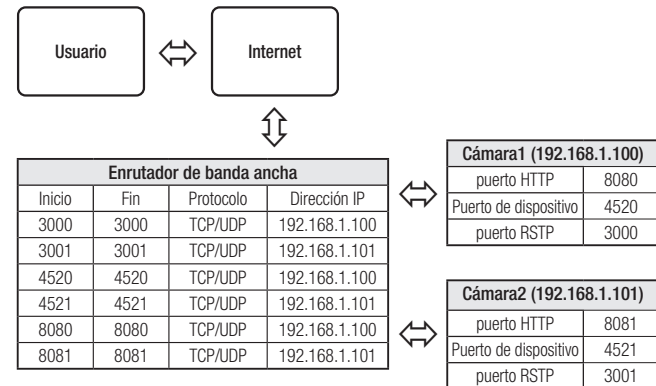 Usuario
Internet
Enrutador de banda ancha
Inicio Fin Protocolo Dirección IP
3000 3000 TCP/UDP 192.168.1.100
3001 3001 TCP/UDP 192.168.1.101
4520 4520 TCP/UDP 192.168.1.100
4521 4521 TCP/UDP 192.168.1.101
8080 8080 TCP/UDP 192.168.1.100
8081 8081 TCP/UDP 192.168.1.101
Cámara1 (192.168.1.100)
puerto HTTP 8080
Puerto de dispositivo 4520
puerto RSTP 3000
Cámara2 (192.168.1.101)
puerto HTTP 8081
Puerto de dispositivo 4521
puerto RSTP 3001